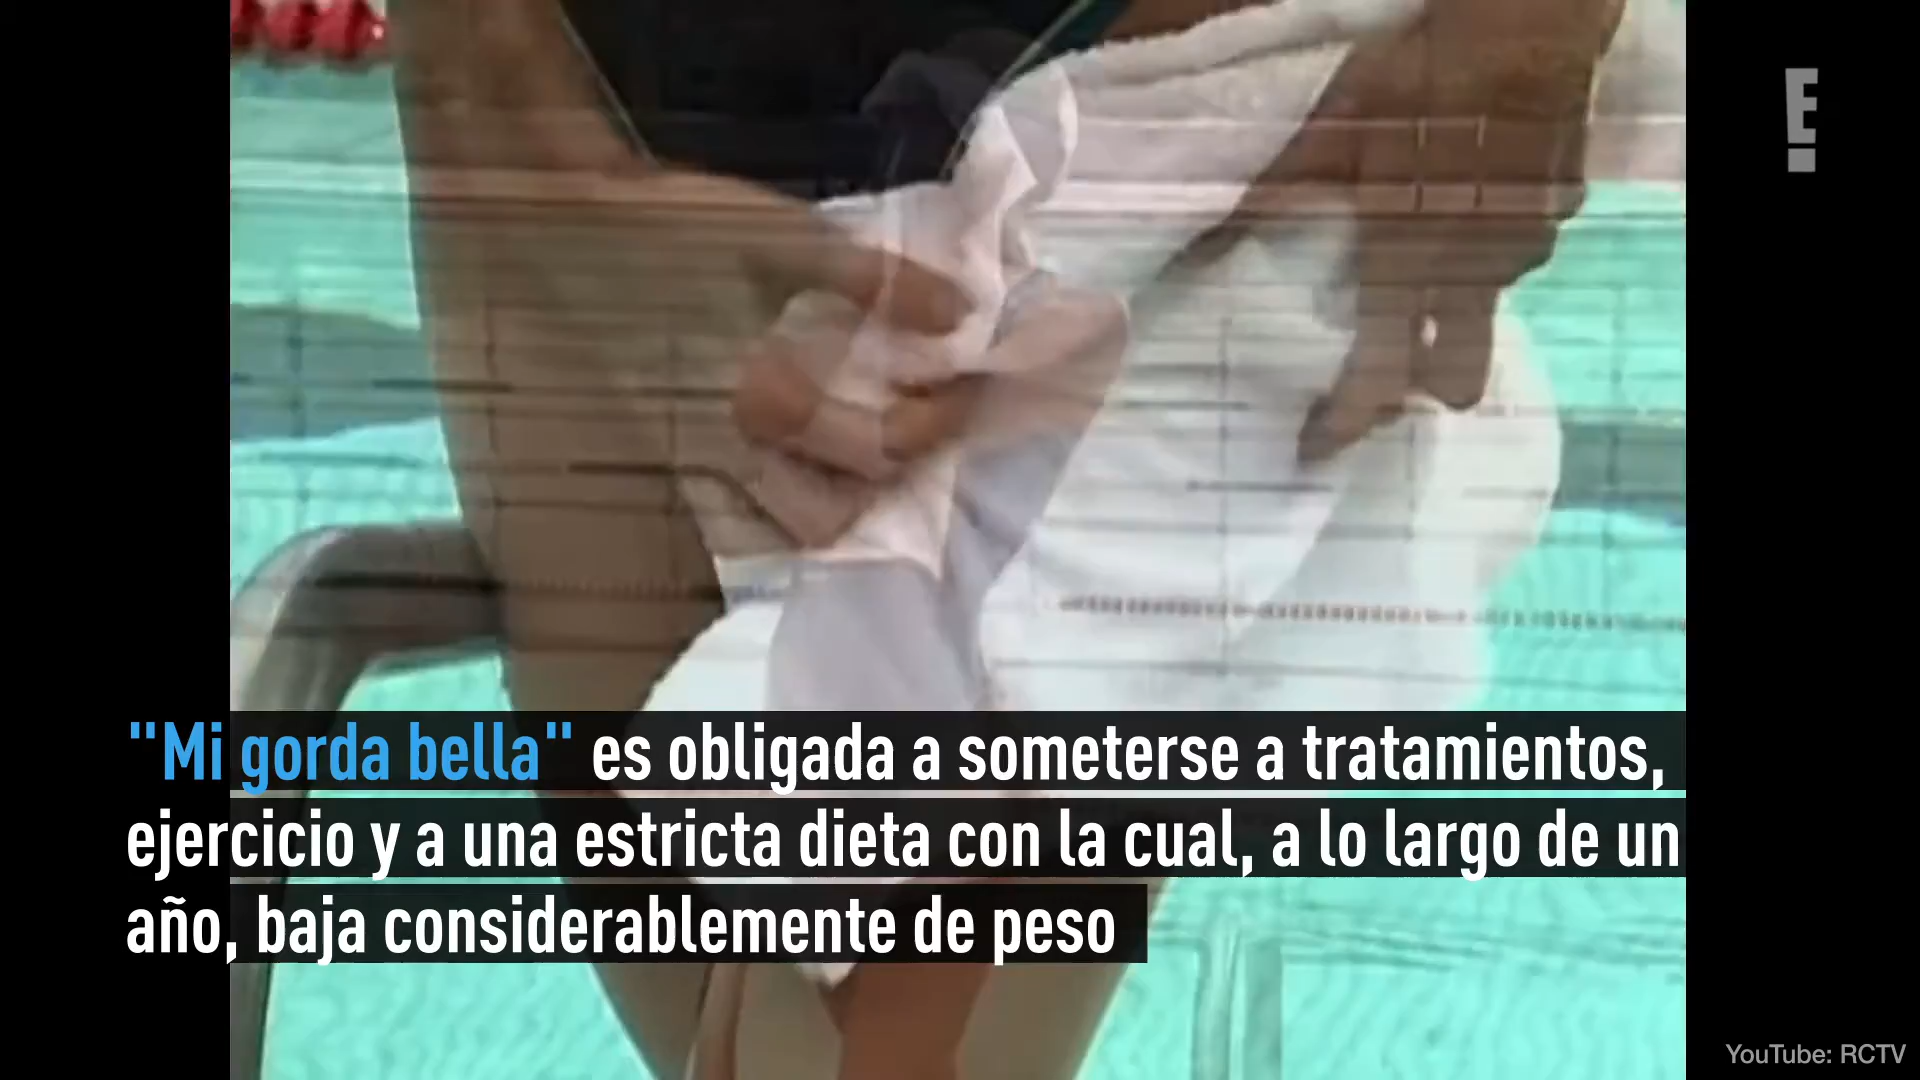 E!
"Mi gorda bella" es obligada a someterse a tratamientos,
ejercicio y a una estricta dieta con la cual, a lo largo de un
año, baja considerablemente de peso
YouTube: RCTV